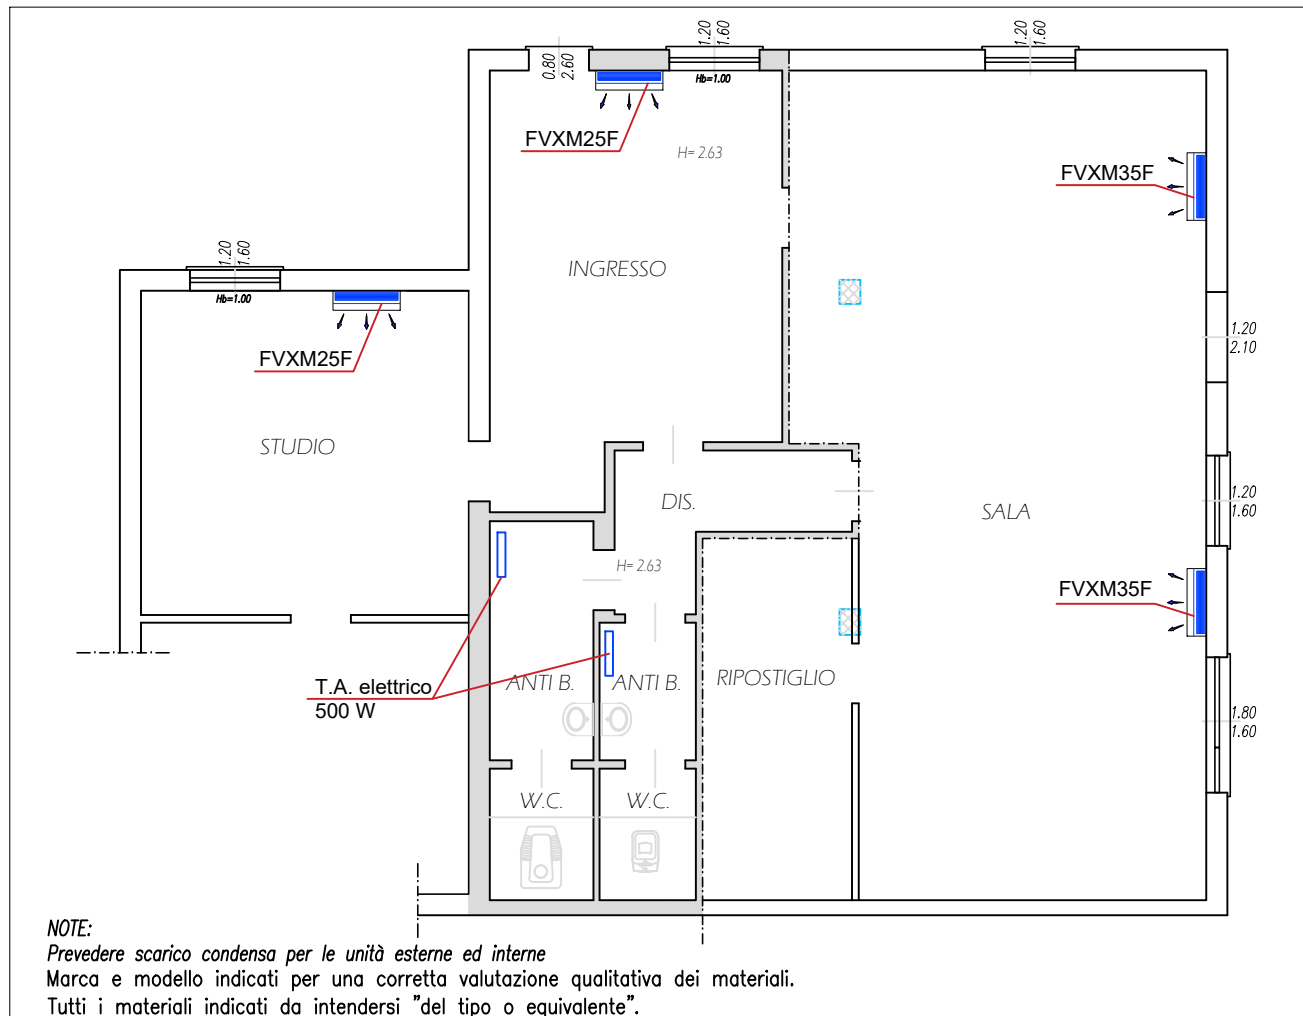 1.20
1.60
1.20
1.60
0.80
2.60
Hb=1.00
FVXM25F
H= 2.63
FVXM35F
1.20
1.60
INGRESSO
Hb=1.00
1.20
2.10
FVXM25F
STUDIO
DIS.
SALA
1.20
1.60
H= 2.63
FVXM35F
T.A. elettrico
500 W
ANTI B.
ANTI B.
RIPOSTIGLIO
1.80
1.60
W.C.
W.C.
NOTE:
Prevedere scarico condensa per le unità esterne ed interne
Marca e modello indicati per una corretta valutazione qualitativa dei materiali.
Tutti i materiali indicati da intendersi "del tipo o equivalente".